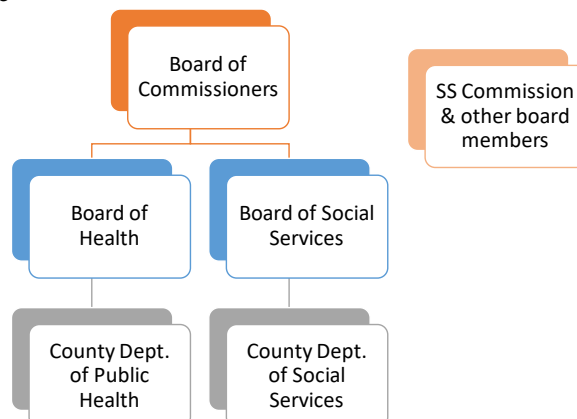 Board of
Commissioners
SS Commission
& other board
members
Board of
Health
Board of Social
Services
County Dept.
of Public
Health
County Dept.
of Social
Services